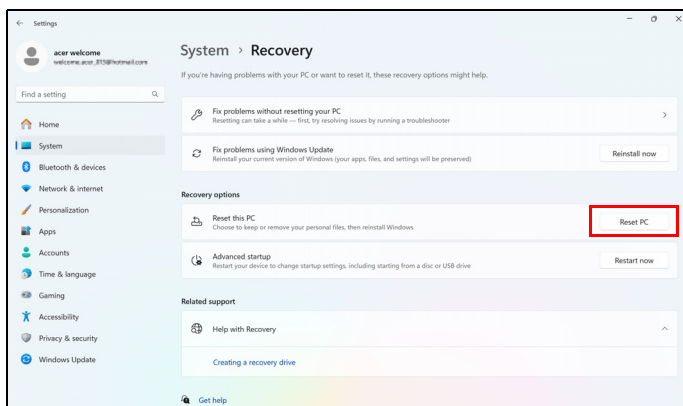 Settings
acer welcome
welcome.acer_815@hotmail.com
Find a setting
Home
System
Bluetooth & devices
Network & internet
Personalization
Apps
Accounts
Time & language
Gaming
Accessibility
Privacy & security
Windows Update
System > Recovery
If you're having problems with your PC or want to reset it, these recovery options might help.
Fix problems without resetting your PC
Resetting can take a while — first, try resolving issues by running a troubleshooter
Fix problems using Windows Update
Reinstall your current version of Windows (your apps, files, and settings will be preserved)
Reinstall now
Recovery options
Reset this PC
Choose to keep or remove your personal files, then reinstall Windows
Reset PC
Advanced startup
Restart your device to change startup settings, including starting from a disc or USB drive
Restart now
Related support
Help with Recovery
Creating a recovery drive
Get help